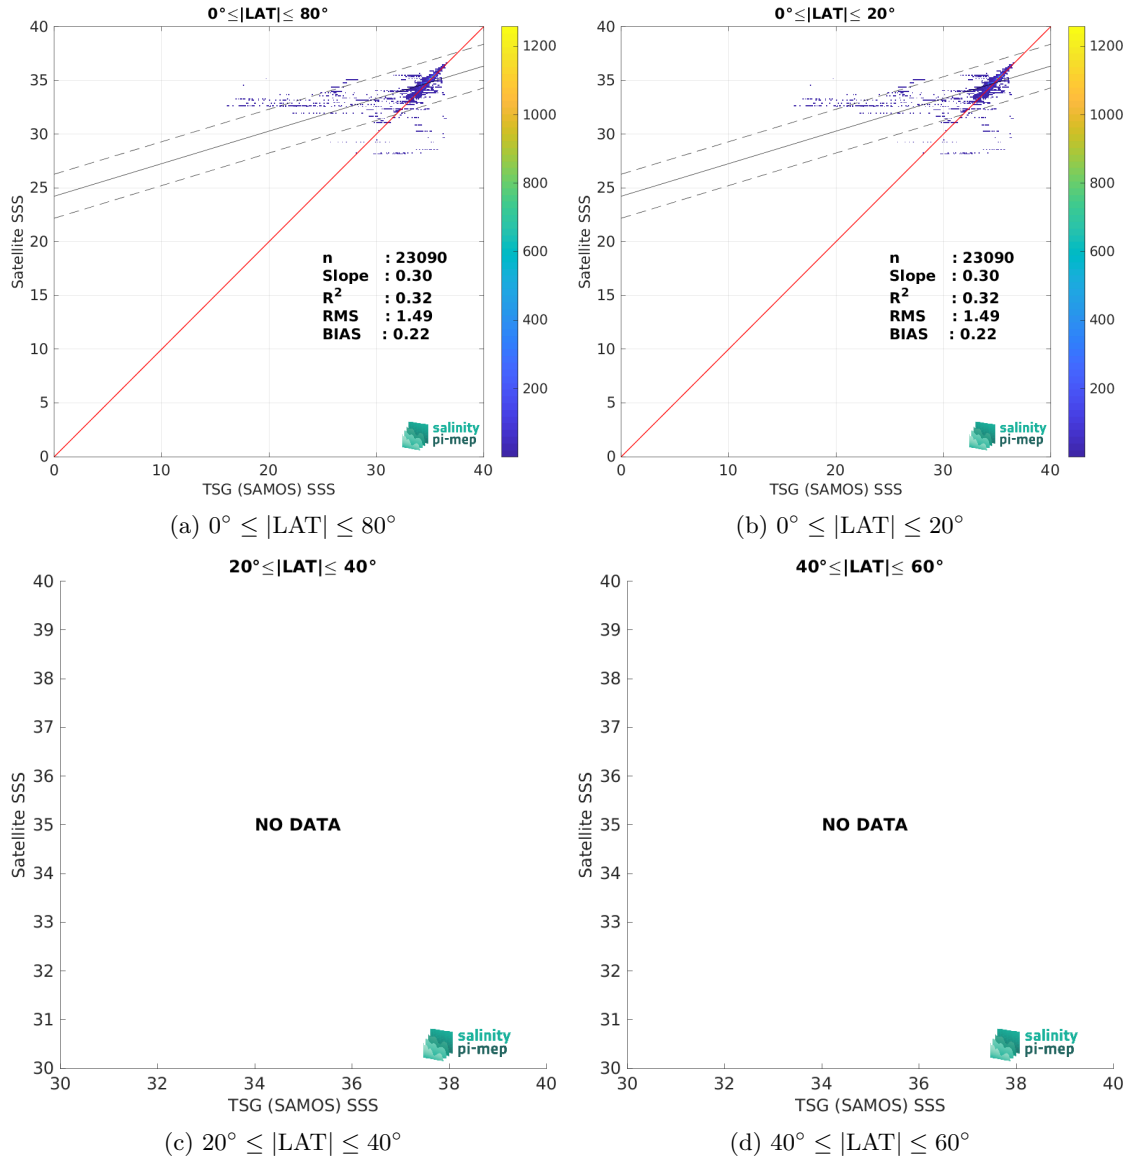 0°≤|LAT|≤ 80°
40
35
30
25
20
15
10
5
0
Satellite SSS
n : 23090
Slope : 0.30
R² : 0.32
RMS : 1.49
BIAS : 0.22
salinity
pi-mep
0 10 20 30 40
TSG (SAMOS) SSS
1200
1000
800
600
400
200
(a) 0° ≤ |LAT| ≤ 80°
0°≤|LAT|≤ 20°
40
35
30
25
20
15
10
5
0
Satellite SSS
n : 23090
Slope : 0.30
R² : 0.32
RMS : 1.49
BIAS : 0.22
salinity
pi-mep
0 10 20 30 40
TSG (SAMOS) SSS
1200
1000
800
600
400
200
(b) 0° ≤ |LAT| ≤ 20°
20°≤|LAT|≤ 40°
40
39
38
37
36
35
34
33
32
31
30
Satellite SSS
NO DATA
salinity
pi-mep
30 32 34 36 38 40
TSG (SAMOS) SSS
(c) 20° ≤ |LAT| ≤ 40°
40°≤|LAT|≤ 60°
40
39
38
37
36
35
34
33
32
31
30
Satellite SSS
NO DATA
salinity
pi-mep
30 32 34 36 38 40
TSG (SAMOS) SSS
(d) 40° ≤ |LAT| ≤ 60°